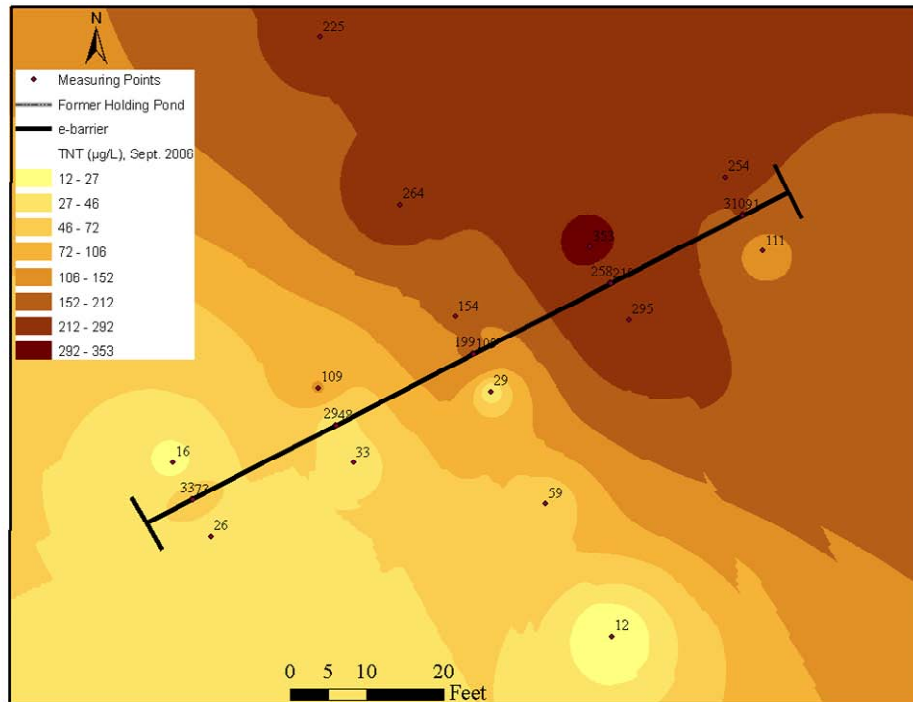 N
225
Measuring Points
Former Holding Pond
e-barrier
TNT (µg/L), Sept. 2006
12 - 27
27 - 46
46 - 72
72 - 106
106 - 152
152 - 212
212 - 292
292 - 353
254
264
31091
353
111
258
295
154
199
29
109
2948
16
33
3373
59
26
12
0 5 10 20
Feet